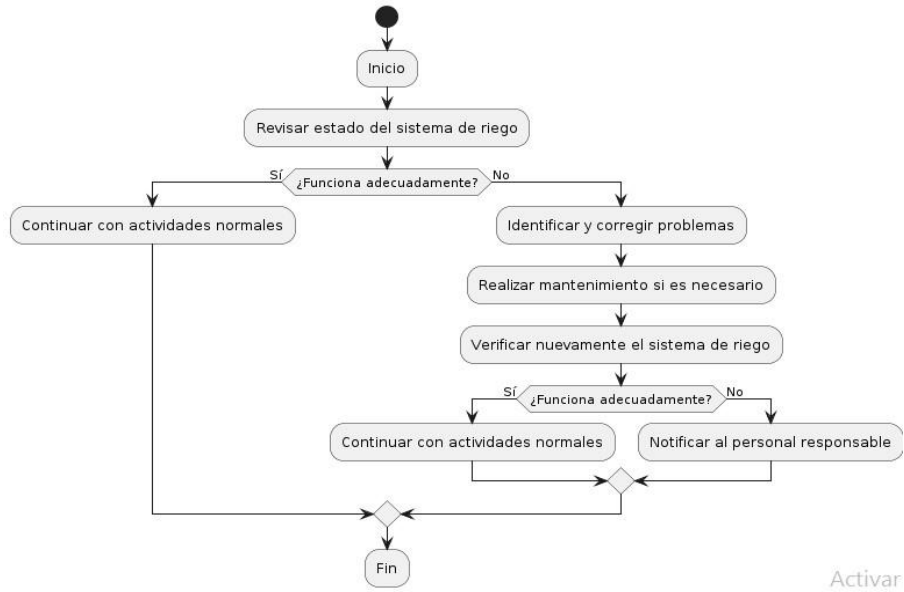 Inicio
Revisar estado del sistema de riego
Sí
¿Funciona adecuadamente?
No
Continuar con actividades normales
Identificar y corregir problemas
Realizar mantenimiento si es necesario
Verificar nuevamente el sistema de riego
Sí
¿Funciona adecuadamente?
No
Continuar con actividades normales
Notificar al personal responsable
Fin
Activar